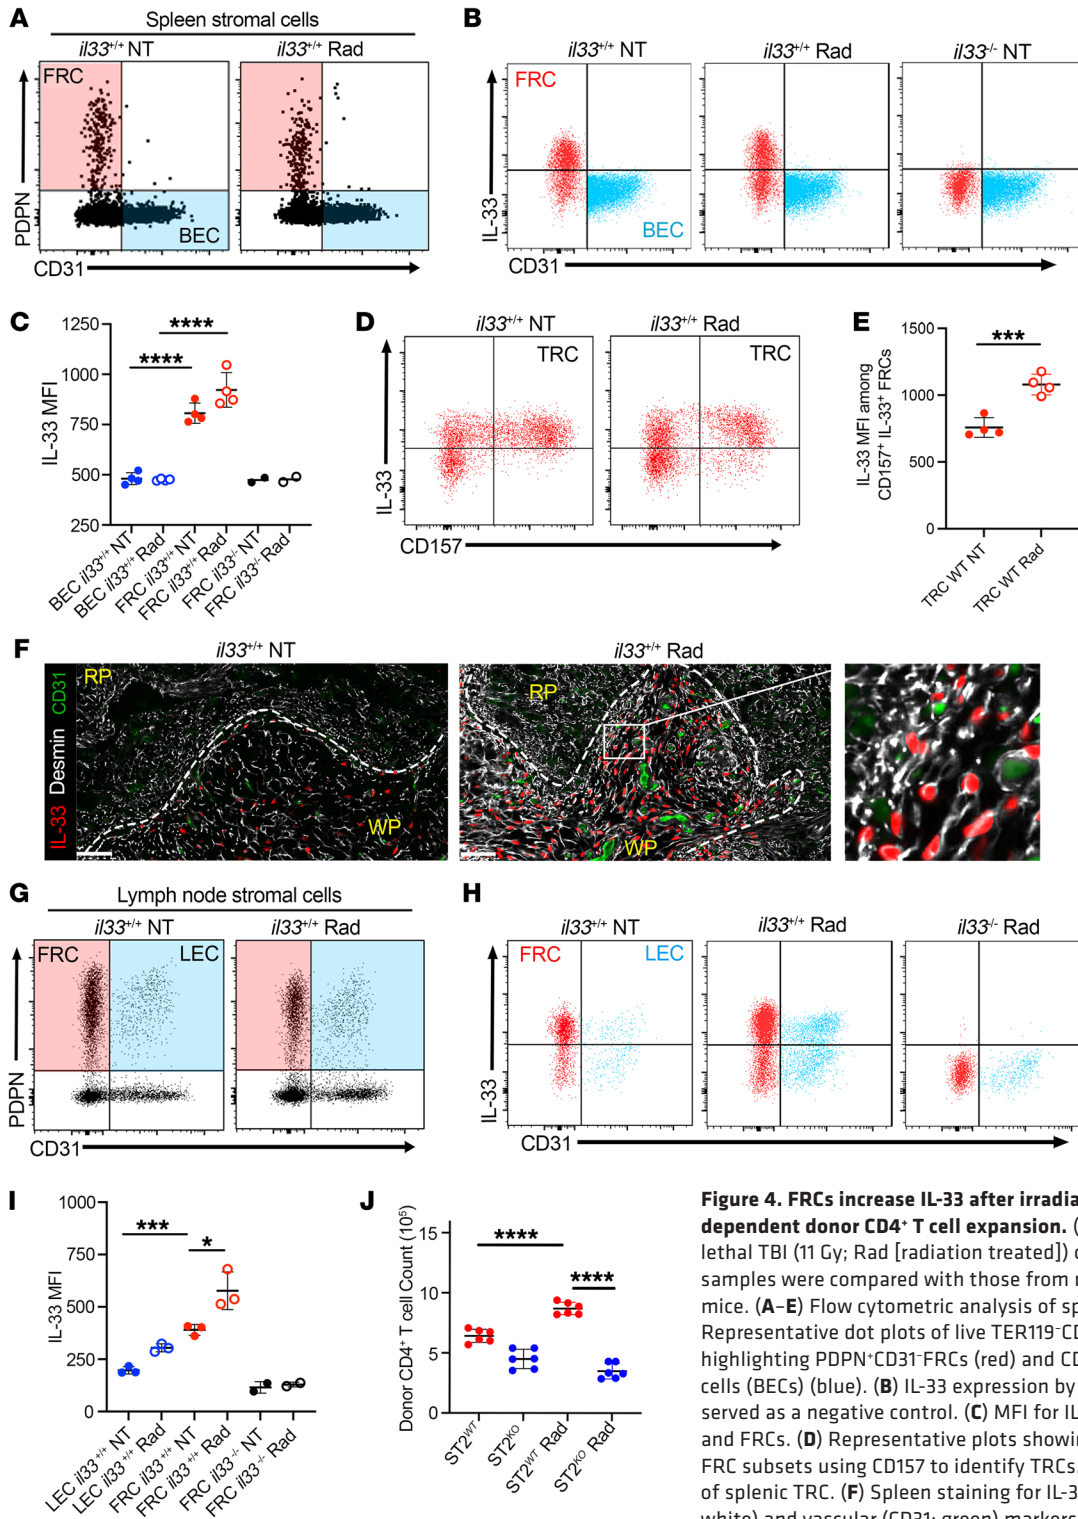 A
Spleen stromal cells
il33+/+ NT
il33+/+ Rad
FRC
BEC
PDPN
CD31
B
il33+/+ NT
il33+/+ Rad
il33-/- NT
FRC
BEC
IL-33
CD31
C
IL-33 MFI
1250
1000
750
500
250
****
****
BEC il33+/+ NT
BEC il33+/+ Rad
FRC il33+/+ NT
FRC il33+/+ Rad
FRC il33-/- NT
FRC il33-/- Rad
D
il33+/+ NT
il33+/+ Rad
TRC
TRC
IL-33
CD157
E
IL-33 MFI among
CD157+ IL-33+ FRCs
1500
1000
500
0
***
TRC WT NT
TRC WT Rad
F
il33+/+ NT
il33+/+ Rad
IL-33 Desmin CD31
RP
WP
RP
WP
G
Lymph node stromal cells
il33+/+ NT
il33+/+ Rad
FRC
LEC
PDPN
CD31
H
il33+/+ NT
il33+/+ Rad
il33-/- Rad
FRC
LEC
IL-33
CD31
I
IL-33 MFI
1000
750
500
250
0
***
*
LEC il33+/+ NT
LEC il33+/+ Rad
FRC il33+/+ NT
FRC il33+/+ Rad
FRC il33-/- NT
FRC il33-/- Rad
J
Donor CD4+ T cell Count (10⁵)
15
10
5
0
****
****
ST2WT
ST2KO
ST2WT Rad
ST2KO Rad
Figure 4. FRCs increase IL-33 after irradia
dependent donor CD4+ T cell expansion. (
lethal TBI (11 Gy; Rad [radiation treated])
samples were compared with those from
mice. (A–E) Flow cytometric analysis of sp
Representative dot plots of live TER119-CD
highlighting PDPN+CD31-FRCs (red) and CD
cells (BECs) (blue). (B) IL-33 expression by
served as a negative control. (C) MFI for IL
and FRCs. (D) Representative plots showin
FRC subsets using CD157 to identify TRCs.
of splenic TRC. (F) Spleen staining for IL-3
white) and vascular (CD31; green) markers